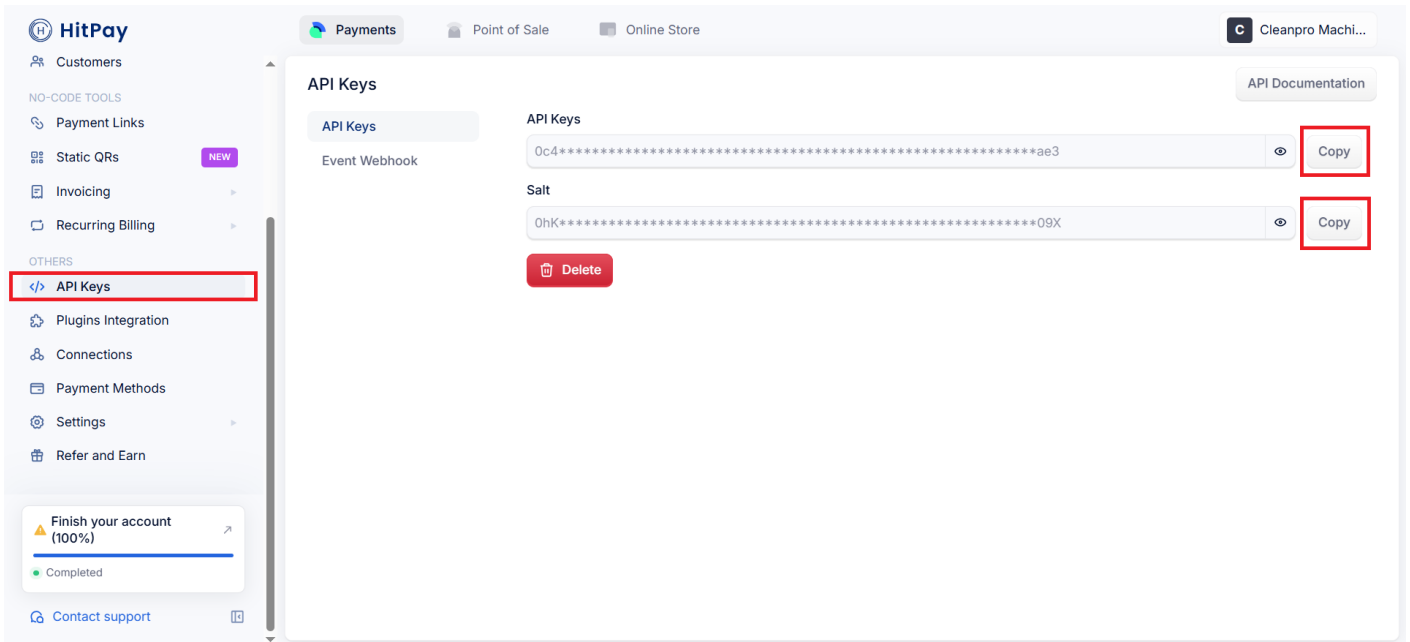 HitPay
Payments
Point of Sale
Online Store
C
Cleanpro Machi...
Customers
NO-CODE TOOLS
Payment Links
Static QRs
NEW
Invoicing
Recurring Billing
OTHERS
API Keys
Plugins Integration
Connections
Payment Methods
Settings
Refer and Earn
Finish your account
(100%)
Completed
Contact support
API Keys
API Documentation
API Keys
Event Webhook
API Keys
0c4**********************************************************ae3
Copy
Salt
0hK**********************************************************09X
Copy
Delete